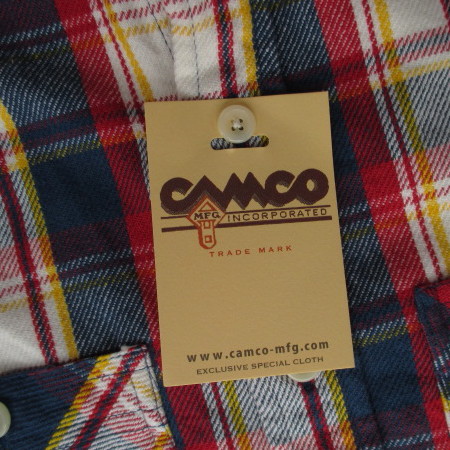 CAMCO
MFG
INCORPORATED
TRADE MARK
www.camco-mfg.com
EXCLUSIVE SPECIAL CLOTH